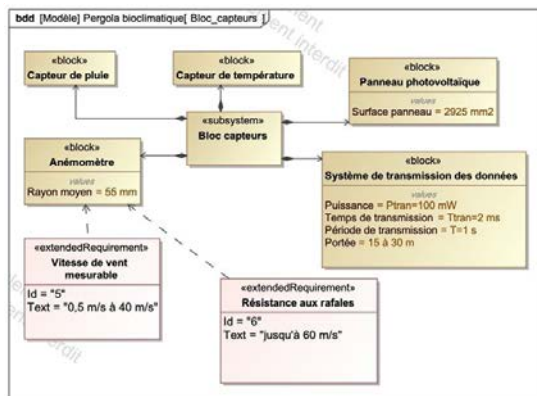 bdd [Modèle] Pergola bioclimatique[ Bloc_capteurs ]
«block»
Capteur de pluie
«block»
Capteur de température
«block»
Panneau photovoltaïque
values
Surface panneau = 2925 mm2
«subsystem»
Bloc capteurs
«block»
Anémomètre
values
Rayon moyen = 55 mm
«block»
Système de transmission des données
values
Puissance = Ptran=100 mW
Temps de transmission = Ttran=2 ms
Période de transmission = T=1 s
Portée = 15 à 30 m
«extendedRequirement»
Vitesse de vent
mesurable
Id = "5"
Text = "0,5 m/s à 40 m/s"
«extendedRequirement»
Résistance aux rafales
Id = "6"
Text = "jusqu'à 60 m/s"
interdit
interdit